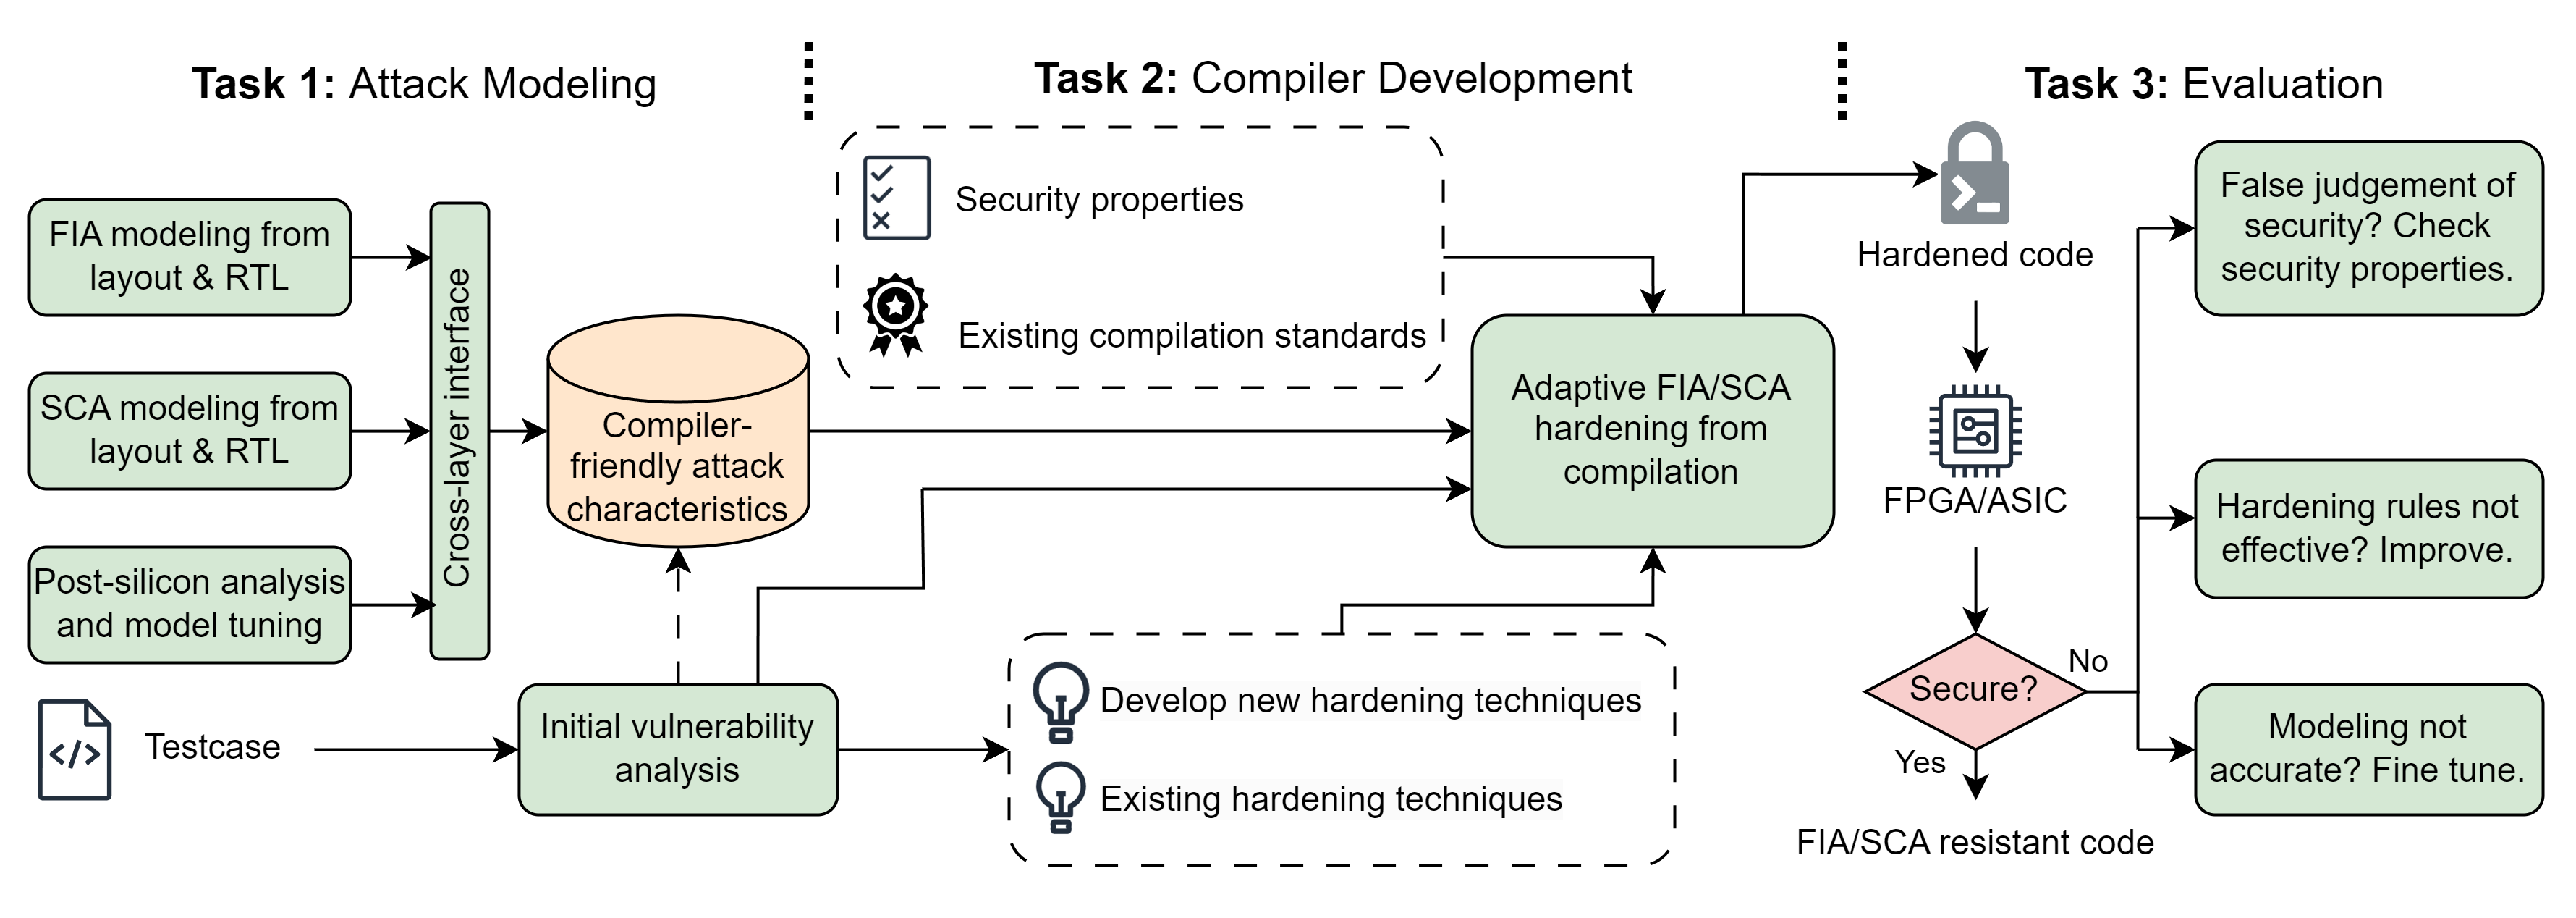 Task 1: Attack Modeling
Task 2: Compiler Development
Task 3: Evaluation
FIA modeling from
layout & RTL
SCA modeling from
layout & RTL
Post-silicon analysis
and model tuning
Cross-layer interface
Compiler-
friendly attack
characteristics
Testcase
Initial vulnerability
analysis
Security properties
Existing compilation standards
Adaptive FIA/SCA
hardening from
compilation
Develop new hardening techniques
Existing hardening techniques
Hardened code
FPGA/ASIC
Secure?
No
Yes
FIA/SCA resistant code
False judgement of
security? Check
security properties.
Hardening rules not
effective? Improve.
Modeling not
accurate? Fine tune.